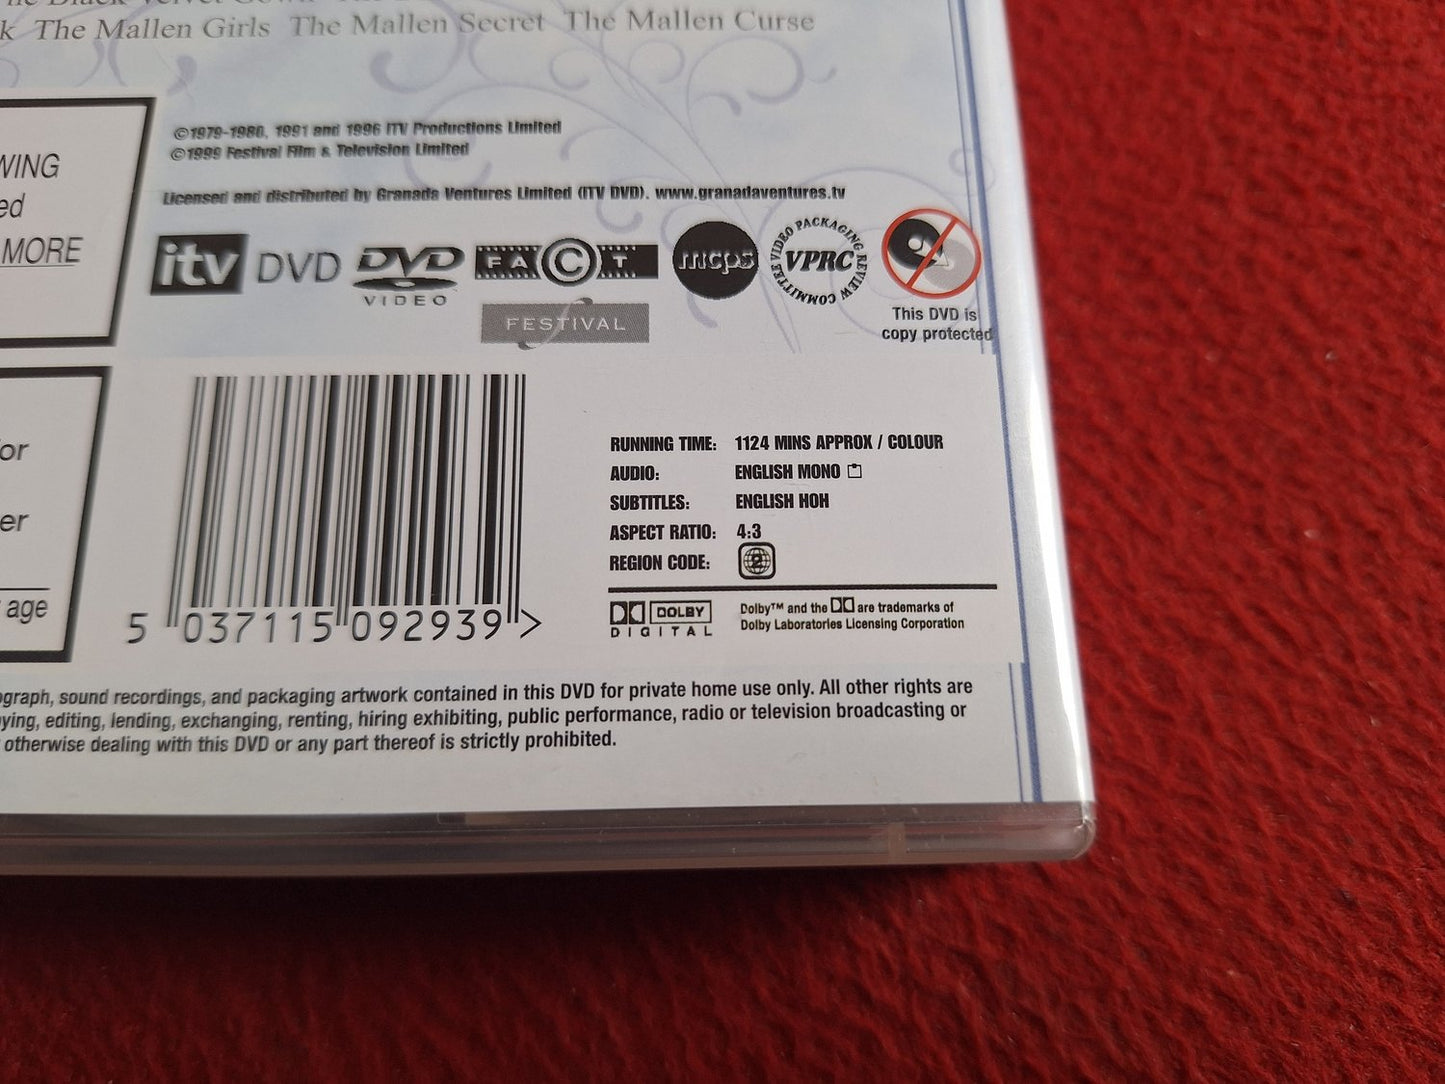 The Black Velvet Gown
k The Mallen Girls The Mallen Secret The Mallen Curse
©1979-1980, 1991 and 1996 ITV Productions Limited
©1999 Festival Film & Television Limited
Licensed and distributed by Granada Ventures Limited (ITV DVD). www.granadaventures.tv
WING
ed
MORE
itv DVD DVD VIDEO FACT mcps VIDEO PACKAGING REVIEW COMMITTEE VPRC
FESTIVAL
This DVD is
copy protected
or
er
age
5 037115 092939 >
RUNNING TIME: 1124 MINS APPROX / COLOUR
AUDIO: ENGLISH MONO
SUBTITLES: ENGLISH HOH
ASPECT RATIO: 4:3
REGION CODE: 2
DOLBY
DIGITAL
Dolby™ and the are trademarks of
Dolby Laboratories Licensing Corporation
ograph, sound recordings, and packaging artwork contained in this DVD for private home use only. All other rights are
ying, editing, lending, exchanging, renting, hiring exhibiting, public performance, radio or television broadcasting or
otherwise dealing with this DVD or any part thereof is strictly prohibited.